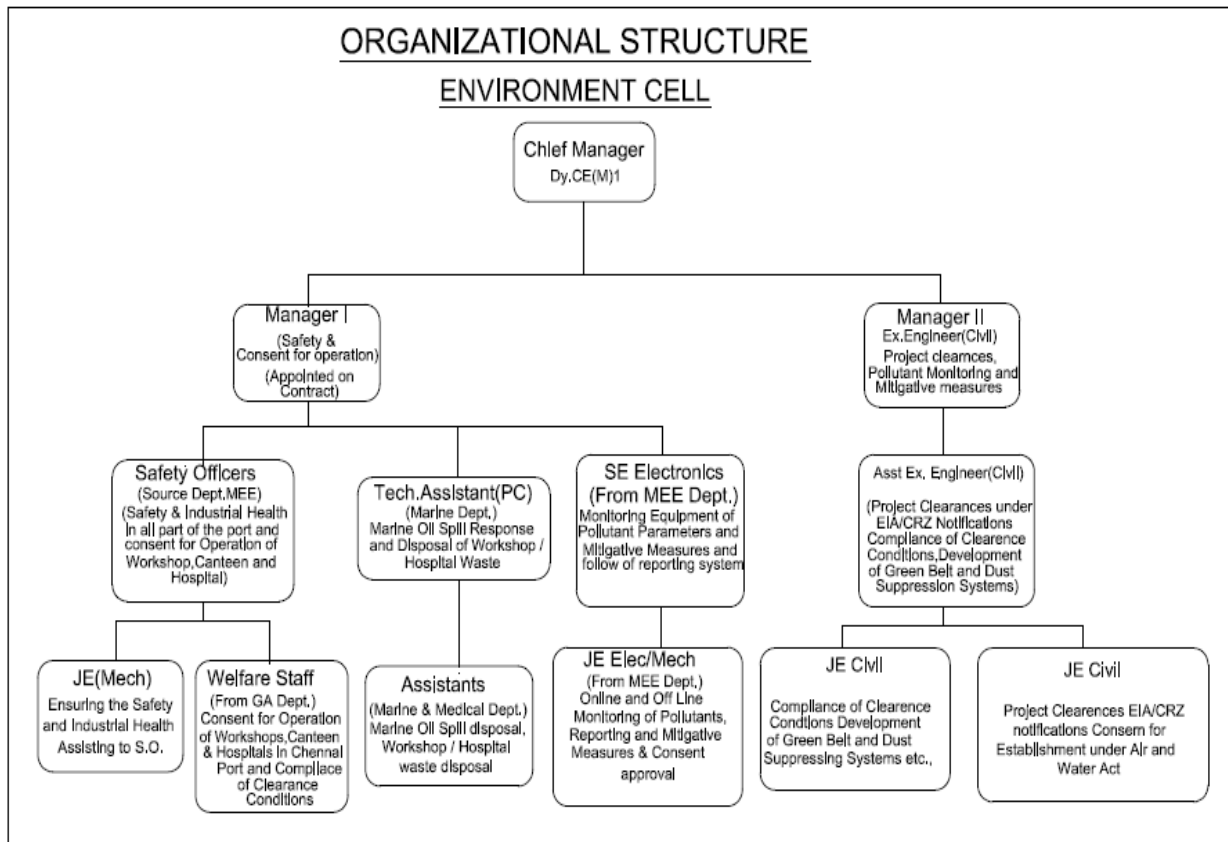 ORGANIZATIONAL STRUCTURE
ENVIRONMENT CELL
Chief Manager
Dy.CE(M)1
Manager I
(Safety &
Consent for operation)
(Appointed on
Contract)
Manager II
Ex.Engineer(Civil)
Project clearnces,
Pollutant Monitoring and
Mitigative measures
Safety Officers
(Source Dept,MEE)
(Safety & Industrial Health
in all part of the port and
consent for Operation of
Workshop,Canteen and
Hospital)
Tech.Assistant(PC)
(Marine Dept,)
Marine Oil Spill Response
and Disposal of Workshop /
Hospital Waste
SE Electronics
(From MEE Dept.)
Monitoring Equipment of
Pollutant Parameters and
Mitigative Measures and
follow of reporting system
Asst Ex, Engineer(Civil)
(Project Clearances under
EIA/CRZ Notifications
Compliance of Clearence
Conditions,Development
of Green Belt and Dust
Suppression Systems)
JE(Mech)
Ensuring the Safety
and Industrial Health
Assisting to S.O.
Welfare Staff
(From GA Dept.)
Consent for Operation
of Workshops,Canteen
& Hospitals in Chennai
Port and Compliace
of Clearance
Conditions
Assistants
(Marine & Medical Dept.)
Marine Oil Spill disposal,
Workshop / Hospital
waste disposal
JE Elec/Mech
(From MEE Dept,)
Online and Off Line
Monitoring of Pollutants,
Reporting and Mitigative
Measures & Consent
approval
JE Civil
Compliance of Clearence
Condtions Development
of Green Belt and Dust
Suppressing Systems etc.,
JE Civil
Project Clearences EIA/CRZ
notifications Concern for
Establishment under Air and
Water Act